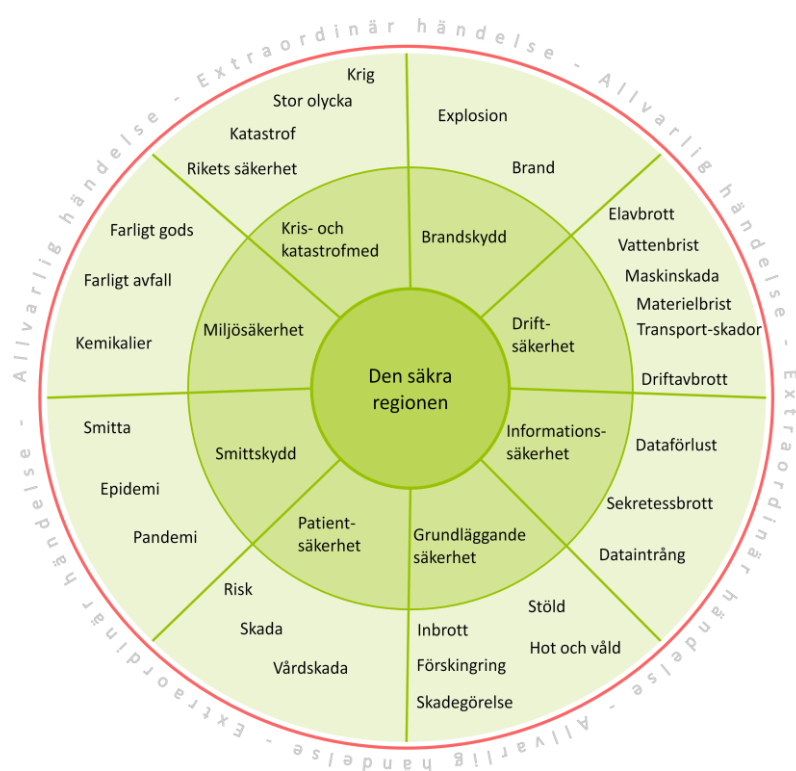 Extraordinär händelse - Allvarlig händelse - Extraordinär händelse - Allvarlig händelse - Extraordinär händelse - Allvarlig händelse -
Krig
Stor olycka
Katastrof
Rikets säkerhet
Explosion
Brand
Elavbrott
Vattenbrist
Maskinskada
Materielbrist
Transport-skador
Driftavbrott
Dataförlust
Sekretessbrott
Dataintrång
Stöld
Hot och våld
Inbrott
Förskingring
Skadegörelse
Risk
Skada
Vårdskada
Smitta
Epidemi
Pandemi
Farligt gods
Farligt avfall
Kemikalier
Kris- och
katastrofmed
Brandskydd
Drift-
säkerhet
Informations-
säkerhet
Grundläggande
säkerhet
Patient-
säkerhet
Smittskydd
Miljösäkerhet
Den säkra
regionen